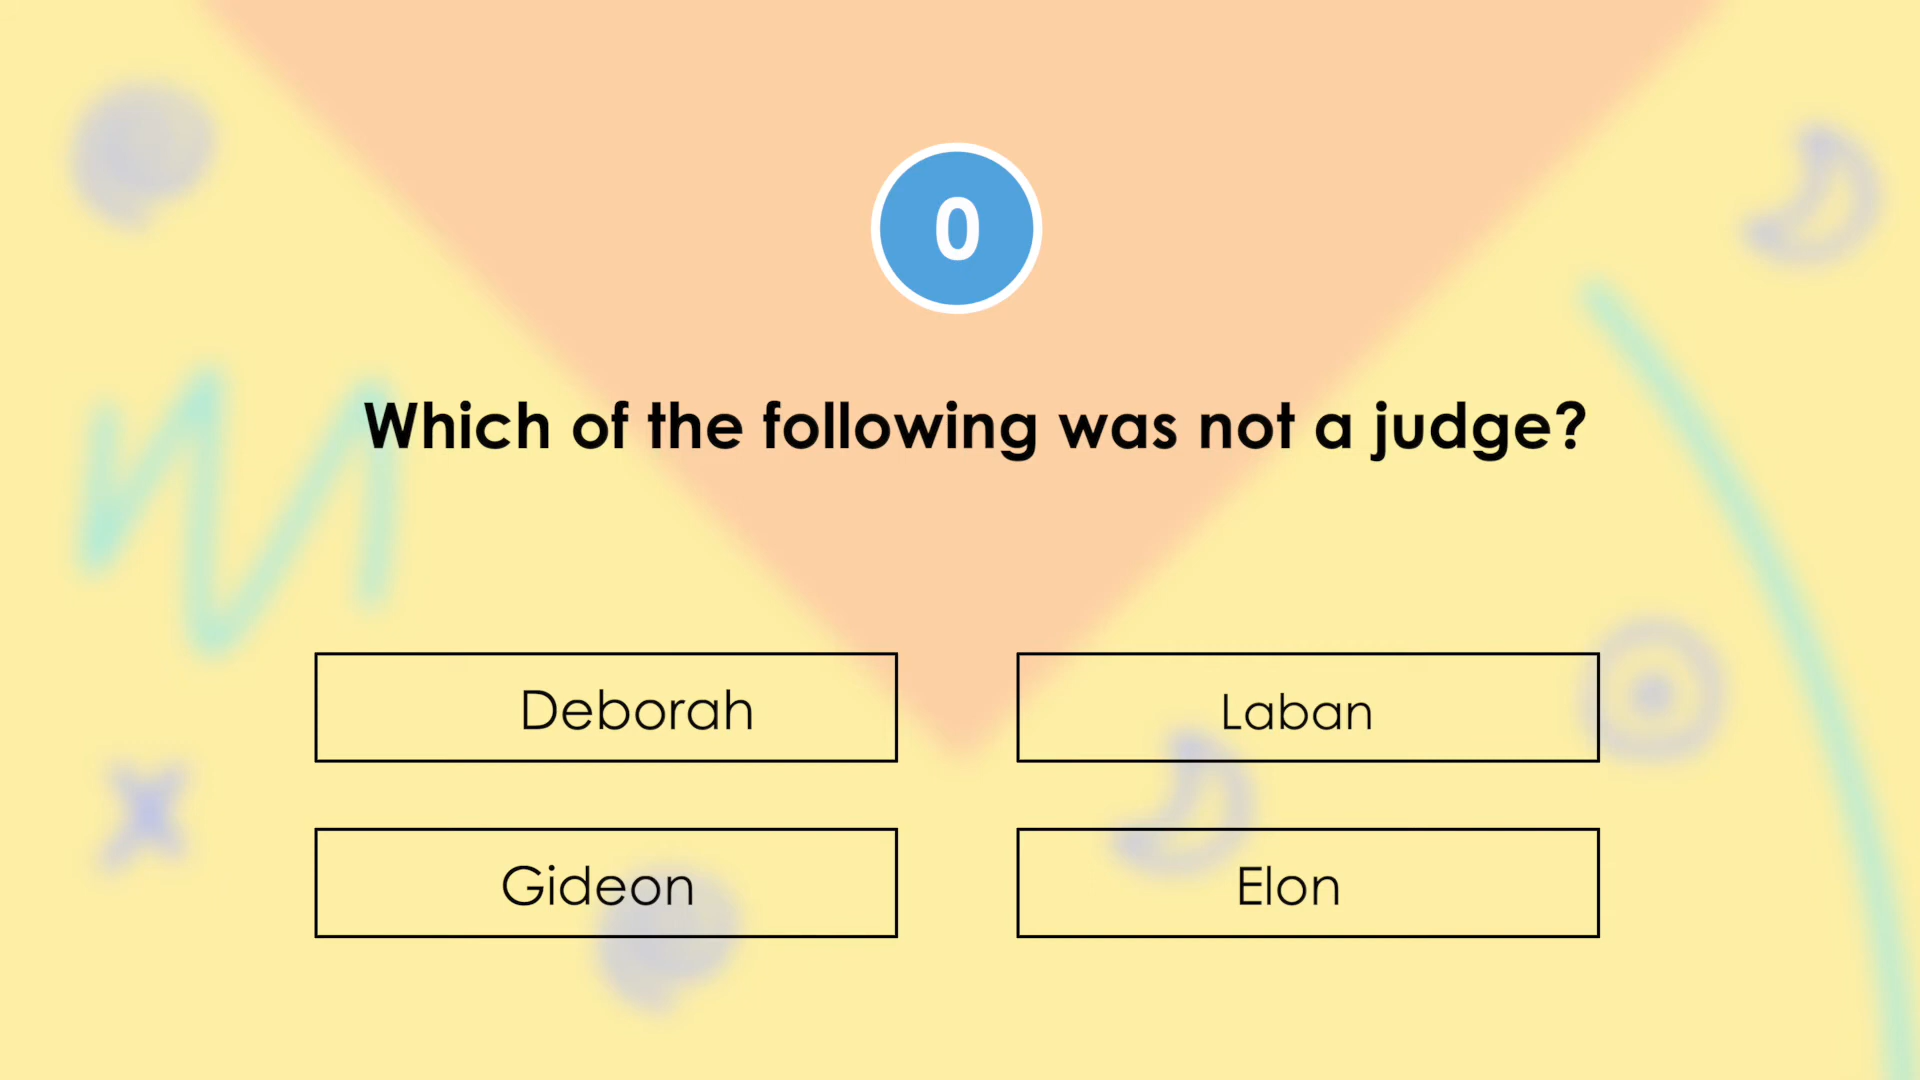 0
Which of the following was not a judge?
Deborah
Laban
Gideon
Elon